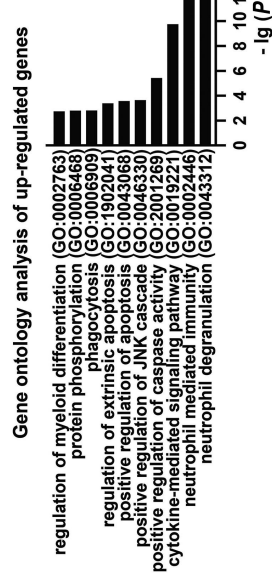 Gene ontology analysis of up-regulated genes
regulation of myeloid differentiation (GO:0002763)
protein phosphorylation (GO:0006468)
phagocytosis (GO:0006909)
regulation of extrinsic apoptosis (GO:1902041)
positive regulation of apoptosis (GO:0043068)
positive regulation of JNK cascade (GO:0046330)
positive regulation of caspase activity (GO:2001269)
cytokine-mediated signaling pathway (GO:0019221)
neutrophil mediated immunity (GO:0002446)
neutrophil degranulation (GO:0043312)
0 2 4 6 8 10 1
- lg (P